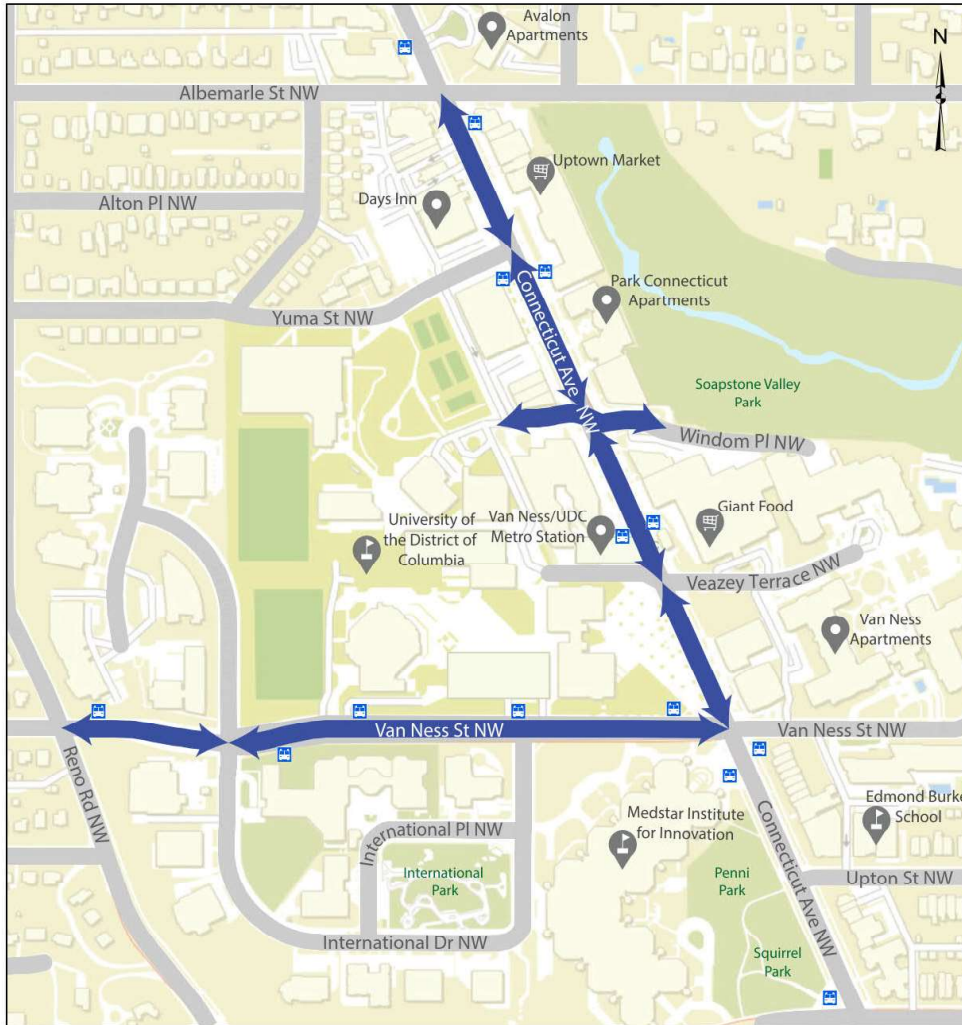 Avalon
Apartments
N
Albemarle St NW
Uptown Market
Days Inn
Alton Pl NW
Park Connecticut
Apartments
Connecticut Ave NW
Yuma St NW
Soapstone Valley
Park
Windom Pl NW
University of
the District of
Columbia
Van Ness/UDC
Metro Station
Giant Food
Veazey Terrace NW
Van Ness
Apartments
Van Ness St NW
Van Ness St NW
Reno Rd NW
Edmond Burke
School
Medstar Institute
for Innovation
Connecticut Ave NW
International Pl NW
International
Park
Penni
Park
Upton St NW
International Dr NW
Squirrel
Park